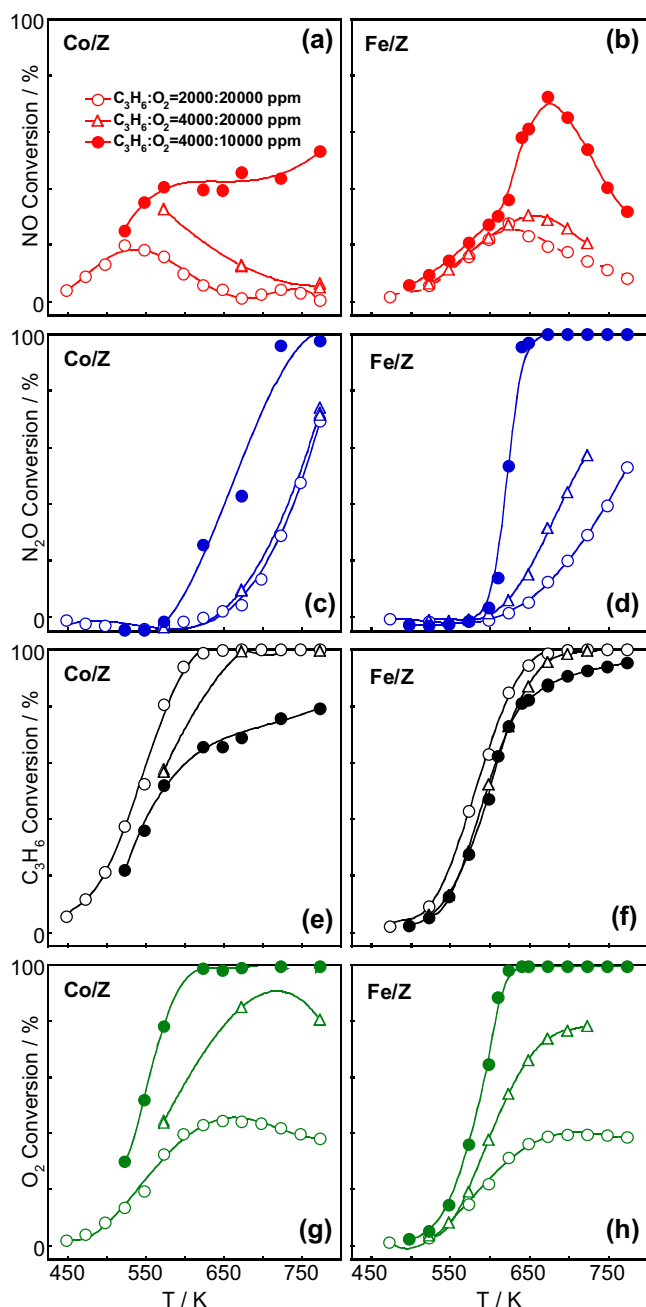 100
Co/Z
(a)
Fe/Z
(b)
C3H6:O2=2000:20000 ppm
C3H6:O2=4000:20000 ppm
C3H6:O2=4000:10000 ppm
NO Conversion / %
0
100
Co/Z
Fe/Z
N2O Conversion / %
0
(c)
(d)
100
Co/Z
Fe/Z
C3H6 Conversion / %
0
(e)
(f)
100
Co/Z
Fe/Z
O2 Conversion / %
0
(g)
(h)
450 550 650 750 450 550 650 750
T / K T / K